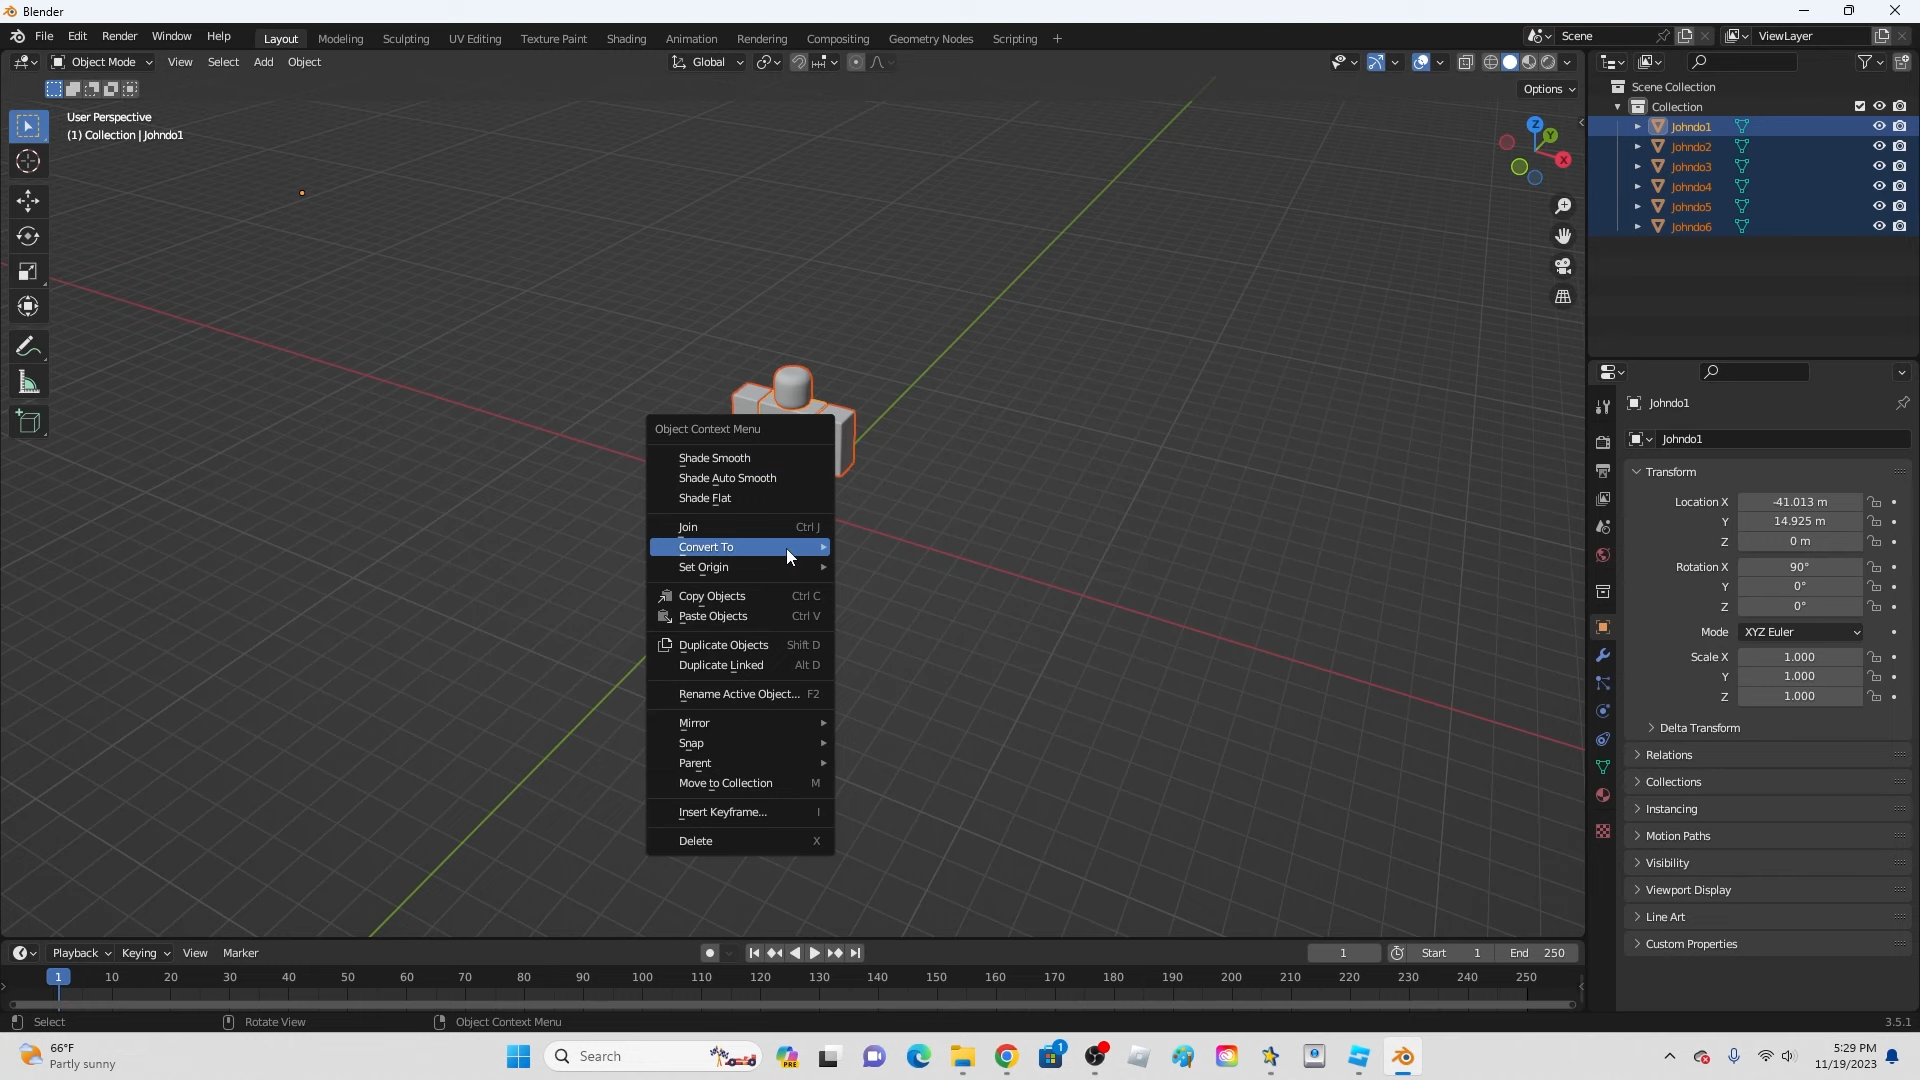 Blender
File Edit Render Window Help Layout Modeling Sculpting UV Editing Texture Paint Shading Animation Rendering Compositing Geometry Nodes Scripting + Scene ViewLayer
Object Mode View Select Add Object Global
Options
User Perspective
(1) Collection | Johndo1
Z
Y
X
Scene Collection
Collection
Johndo1
Johndo2
Johndo3
Johndo4
Johndo5
Johndo6
Object Context Menu
Shade Smooth
Shade Auto Smooth
Shade Flat
Join Ctrl J
Convert To
Set Origin
Copy Objects Ctrl C
Paste Objects Ctrl V
Duplicate Objects Shift D
Duplicate Linked Alt D
Rename Active Object... F2
Mirror
Snap
Parent
Move to Collection M
Insert Keyframe... I
Delete X
Johndo1
Johndo1
Transform
Location X -41.013 m
Y 14.925 m
Z 0 m
Rotation X 90°
Y 0°
Z 0°
Mode XYZ Euler
Scale X 1.000
Y 1.000
Z 1.000
Delta Transform
Relations
Collections
Instancing
Motion Paths
Visibility
Viewport Display
Line Art
Custom Properties
Playback Keying View Marker 1 Start 1 End 250
1 10 20 30 40 50 60 70 80 90 100 110 120 130 140 150 160 170 180 190 200 210 220 230 240 250
Select Rotate View Object Context Menu 3.5.1
66°F
Partly sunny
Search
PRE
1
5:29 PM
11/19/2023